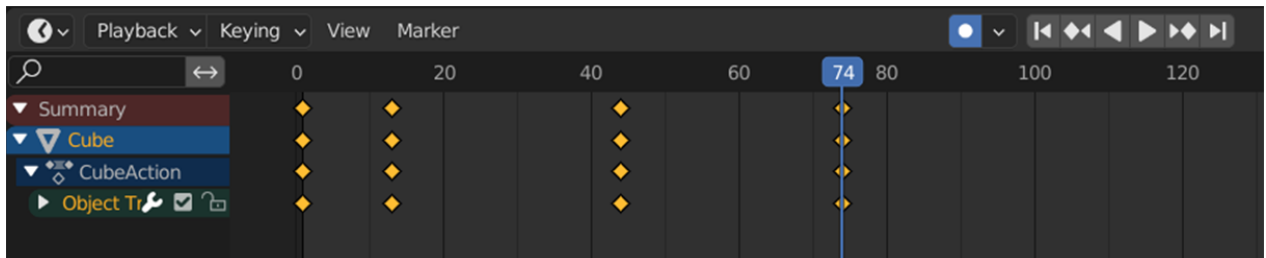 Playback Keying View Marker
0 20 40 60 74 80 100 120
Summary
Cube
CubeAction
Object Tr